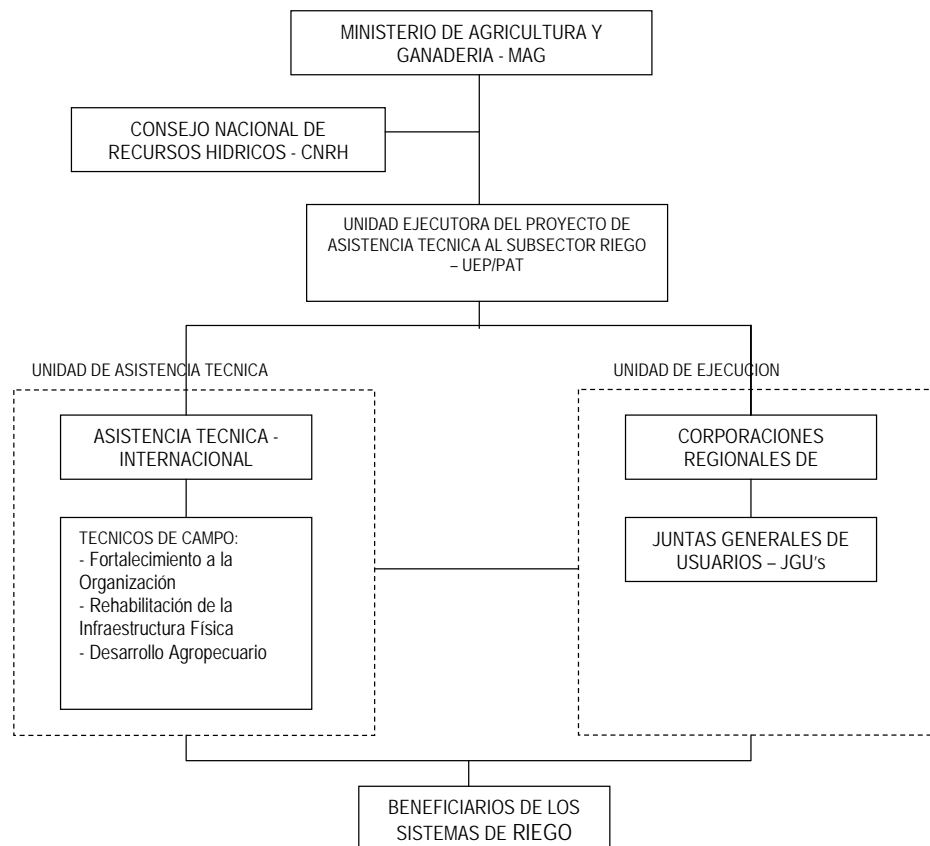 MINISTERIO DE AGRICULTURA Y
GANADERIA - MAG
CONSEJO NACIONAL DE
RECURSOS HIDRICOS - CNRH
UNIDAD EJECUTORA DEL PROYECTO DE
ASISTENCIA TECNICA AL SUBSECTOR RIEGO
– UEP/PAT
UNIDAD DE ASISTENCIA TECNICA
ASISTENCIA TECNICA -
INTERNACIONAL
TECNICOS DE CAMPO:
- Fortalecimiento a la
Organización
- Rehabilitación de la
Infraestructura Física
- Desarrollo Agropecuario
UNIDAD DE EJECUCION
CORPORACIONES
REGIONALES DE
JUNTAS GENERALES DE
USUARIOS – JGU's
BENEFICIARIOS DE LOS
SISTEMAS DE RIEGO